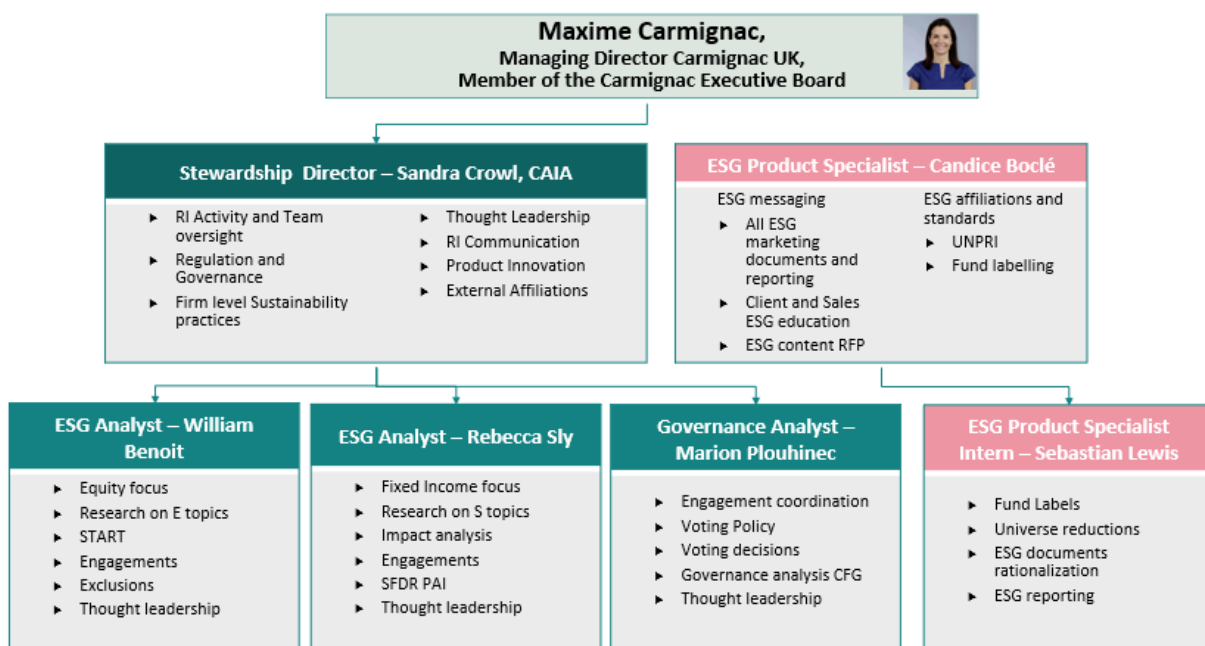 Maxime Carmignac,
Managing Director Carmignac UK,
Member of the Carmignac Executive Board
Stewardship Director – Sandra Crowl, CAIA
RI Activity and Team
oversight
Regulation and
Governance
Firm level Sustainability
practices
Thought Leadership
RI Communication
Product Innovation
External Affiliations
ESG Product Specialist – Candice Boclé
ESG messaging
All ESG
marketing
documents and
reporting
Client and Sales
ESG education
ESG content RFP
ESG affiliations and
standards
UNPRI
Fund labelling
ESG Analyst – William
Benoit
Equity focus
Research on E topics
START
Engagements
Exclusions
Thought leadership
ESG Analyst – Rebecca Sly
Fixed Income focus
Research on S topics
Impact analysis
Engagements
SFDR PAI
Thought leadership
Governance Analyst –
Marion Plouhinec
Engagement coordination
Voting Policy
Voting decisions
Governance analysis CFG
Thought leadership
ESG Product Specialist
Intern – Sebastian Lewis
Fund Labels
Universe reductions
ESG documents
rationalization
ESG reporting